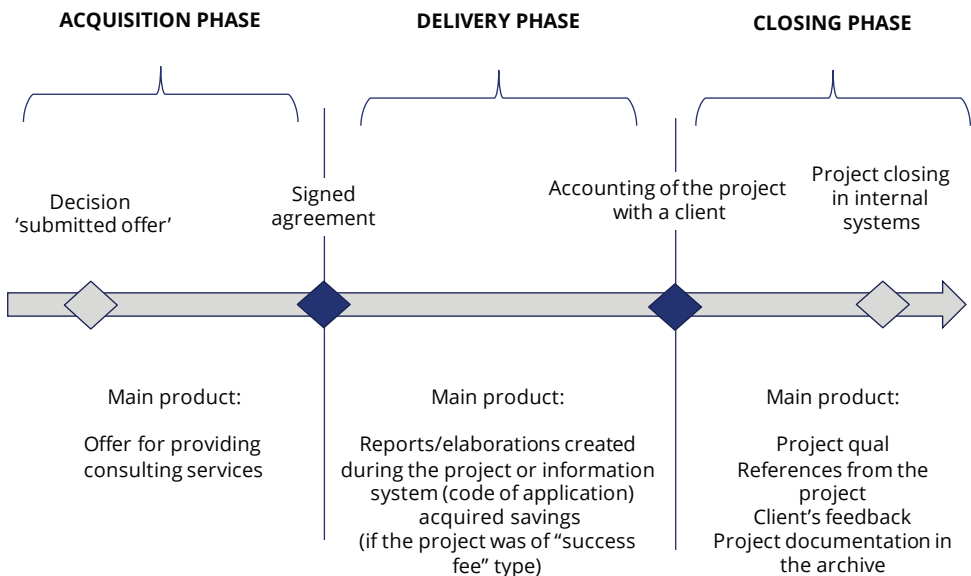 ACQUISITION PHASE
DELIVERY PHASE
CLOSING PHASE
Decision
‘submitted offer’
Signed
agreement
Accounting of the project
with a client
Project closing
in internal
systems
Main product:
Offer for providing
consulting services
Main product:
Reports/elaborations created
during the project or information
system (code of application)
acquired savings
(if the project was of “success
fee” type)
Main product:
Project qual
References from the
project
Client’s feedback
Project documentation in
the archive